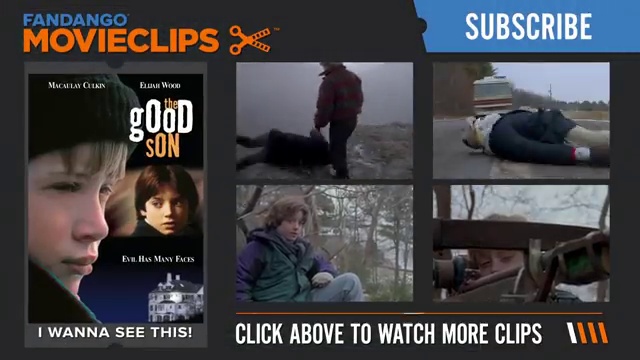 FANDANGO
MOVIECLIPS
SUBSCRIBE
MACAULAY CULKIN ELIJAH WOOD
the
gOOD
sON
EVIL HAS MANY FACES
I WANNA SEE THIS!
CLICK ABOVE TO WATCH MORE CLIPS